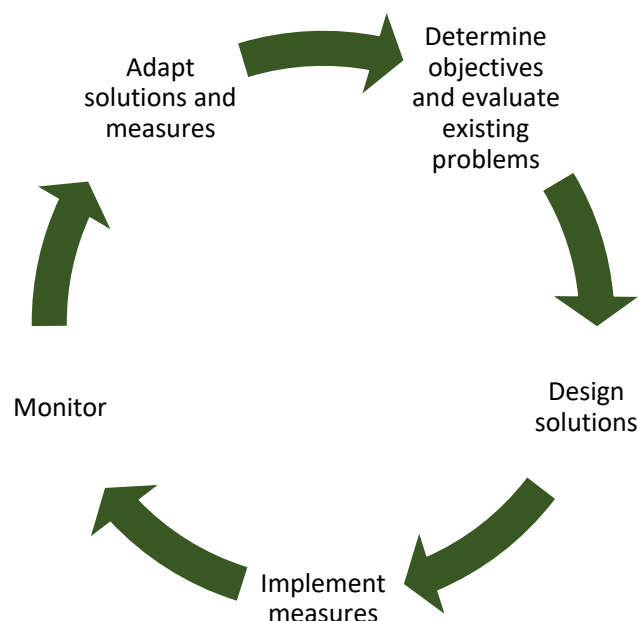 Determine
objectives
and evaluate
existing
problems
Design
solutions
Implement
measures
Monitor
Adapt
solutions and
measures